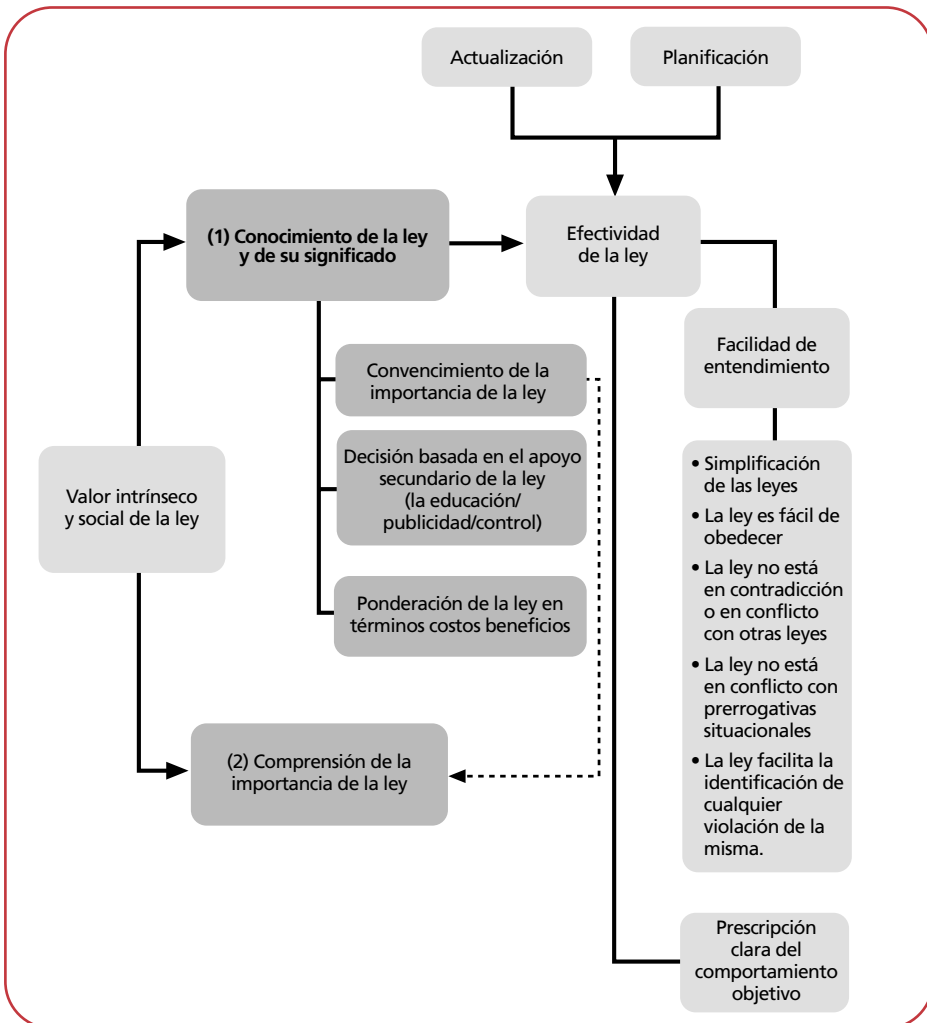 Actualización
Planificación
(1) Conocimiento de la ley
y de su significado
Efectividad
de la ley
Facilidad de
entendimiento
Convencimiento de la
importancia de la ley
Decisión basada en el apoyo
secundario de la ley
(la educación/
publicidad/control)
Valor intrínseco
y social de la ley
Ponderación de la ley en
términos costos beneficios
(2) Comprensión de la
importancia de la ley
• Simplificación
de las leyes
• La ley es fácil de
obedecer
• La ley no está
en contradicción
o en conflicto
con otras leyes
• La ley no está
en conflicto con
prerrogativas
situacionales
• La ley facilita la
identificación de
cualquier
violación de la
misma.
Prescripción
clara del
comportamiento
objetivo